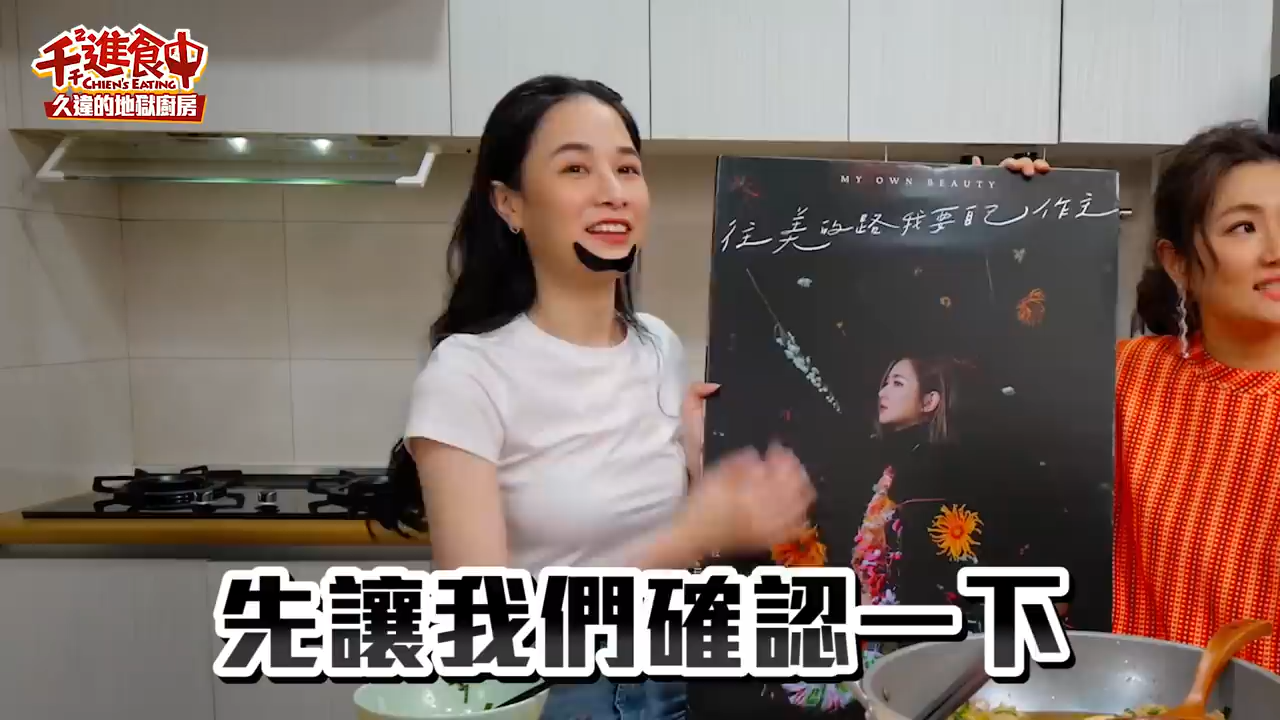 千千進食中
CHIEN'S EATING
久違的地獄廚房
MY OWN BEAUTY
往美的路我要自己作主
先讓我們確認一下